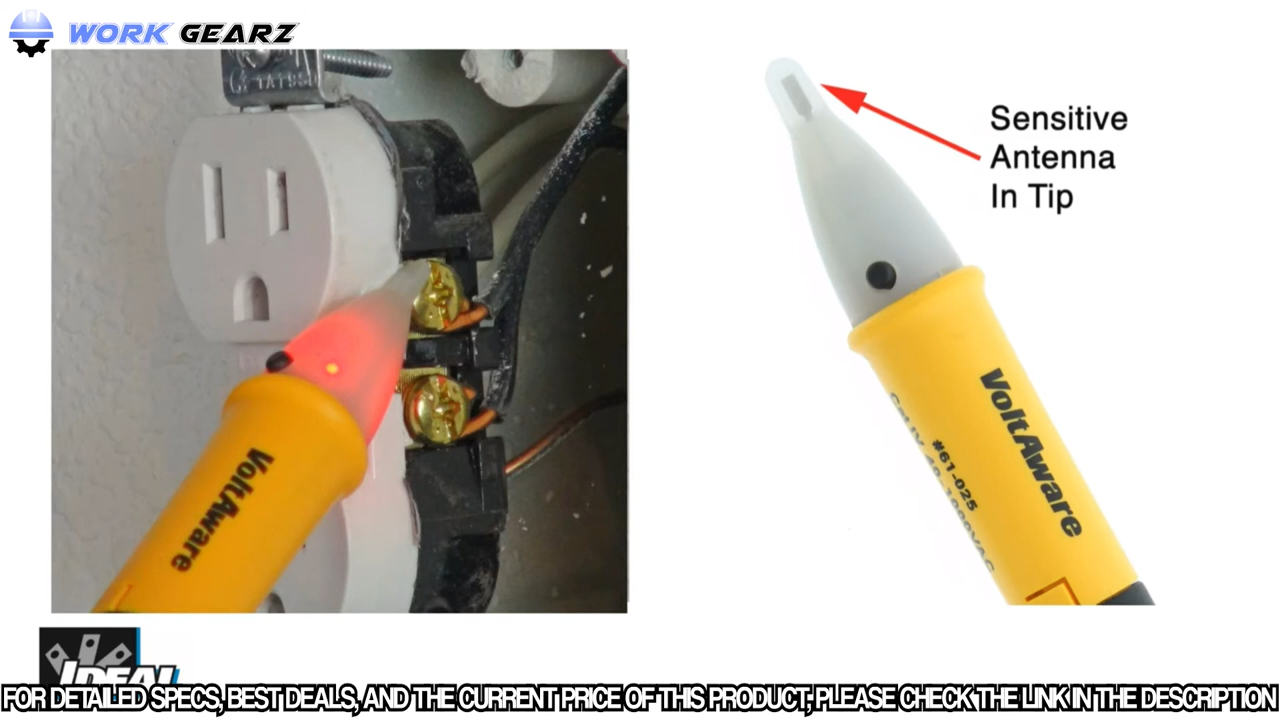 WORK GEARZ
Sensitive
Antenna
In Tip
VoltAware
#61-025
VoltAware
IDEAL
FOR DETAILED SPECS, BEST DEALS, AND THE CURRENT PRICE OF THIS PRODUCT, PLEASE CHECK THE LINK IN THE DESCRIPTION